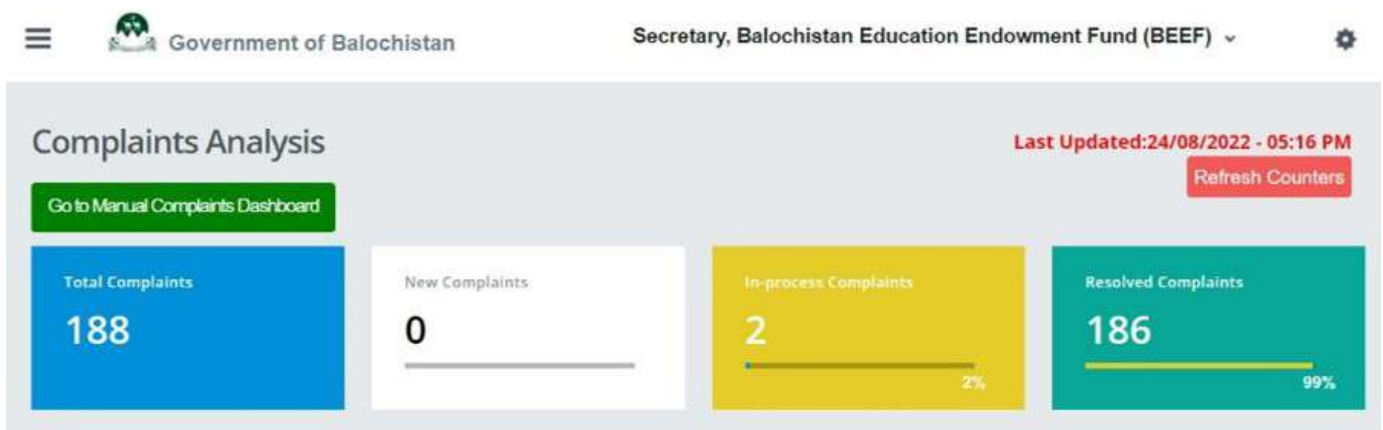 Government of Balochistan
Secretary, Balochistan Education Endowment Fund (BEEF)
Complaints Analysis
Last Updated:24/08/2022 - 05:16 PM
Refresh Counters
Go to Manual Complaints Dashboard
Total Complaints
188
New Complaints
0
In-process Complaints
2
2%
Resolved Complaints
186
99%